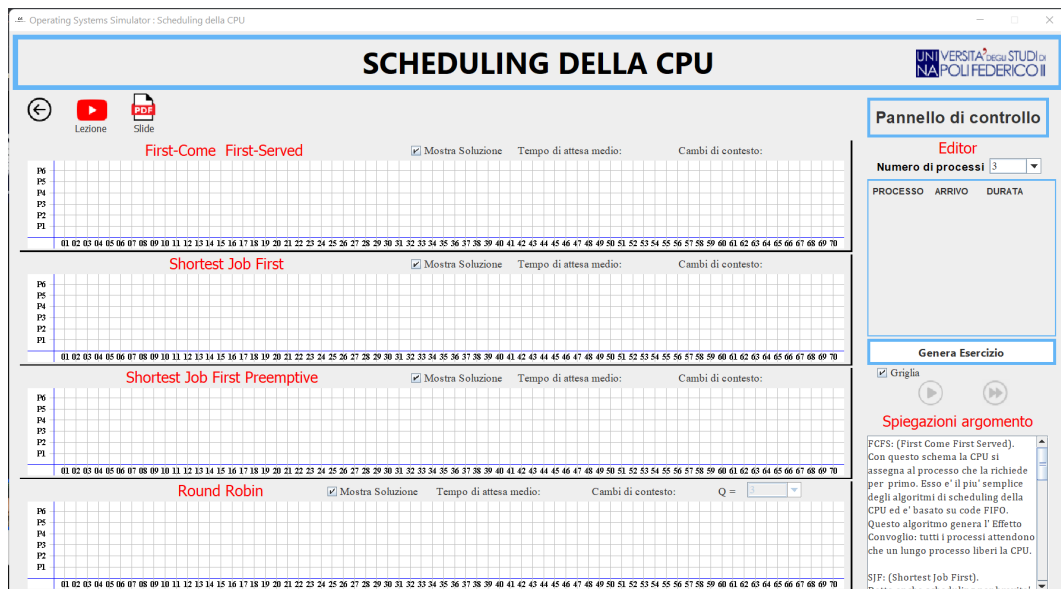 Operating Systems Simulator : Scheduling della CPU
SCHEDULING DELLA CPU
UNIVERSITA' DEGLI STUDI DI
NAPOLI FEDERICO II
Lezione
PDF
Slide
First-Come First-Served
Mostra Soluzione Tempo di attesa medio: Cambi di contesto:
P6
P5
P4
P3
P2
P1
01 02 03 04 05 06 07 08 09 10 11 12 13 14 15 16 17 18 19 20 21 22 23 24 25 26 27 28 29 30 31 32 33 34 35 36 37 38 39 40 41 42 43 44 45 46 47 48 49 50 51 52 53 54 55 56 57 58 59 60 61 62 63 64 65 66 67 68 69 70
Shortest Job First
Mostra Soluzione Tempo di attesa medio: Cambi di contesto:
P6
P5
P4
P3
P2
P1
01 02 03 04 05 06 07 08 09 10 11 12 13 14 15 16 17 18 19 20 21 22 23 24 25 26 27 28 29 30 31 32 33 34 35 36 37 38 39 40 41 42 43 44 45 46 47 48 49 50 51 52 53 54 55 56 57 58 59 60 61 62 63 64 65 66 67 68 69 70
Shortest Job First Preemptive
Mostra Soluzione Tempo di attesa medio: Cambi di contesto:
P6
P5
P4
P3
P2
P1
01 02 03 04 05 06 07 08 09 10 11 12 13 14 15 16 17 18 19 20 21 22 23 24 25 26 27 28 29 30 31 32 33 34 35 36 37 38 39 40 41 42 43 44 45 46 47 48 49 50 51 52 53 54 55 56 57 58 59 60 61 62 63 64 65 66 67 68 69 70
Round Robin
Mostra Soluzione Tempo di attesa medio: Cambi di contesto: Q = 3
P6
P5
P4
P3
P2
P1
01 02 03 04 05 06 07 08 09 10 11 12 13 14 15 16 17 18 19 20 21 22 23 24 25 26 27 28 29 30 31 32 33 34 35 36 37 38 39 40 41 42 43 44 45 46 47 48 49 50 51 52 53 54 55 56 57 58 59 60 61 62 63 64 65 66 67 68 69 70
Pannello di controllo
Editor
Numero di processi 3
PROCESSO ARRIVO DURATA
Genera Esercizio
Griglia
Spiegazioni argomento
FCFS: (First Come First Served).
Con questo schema la CPU si
assegna al processo che la richiede
per primo. Esso e' il piu' semplice
degli algoritmi di scheduling della
CPU ed e' basato su code FIFO.
Questo algoritmo genera l' Effetto
Convoglio: tutti i processi attendono
che un lungo processo liberi la CPU.
SJF: (Shortest Job First).